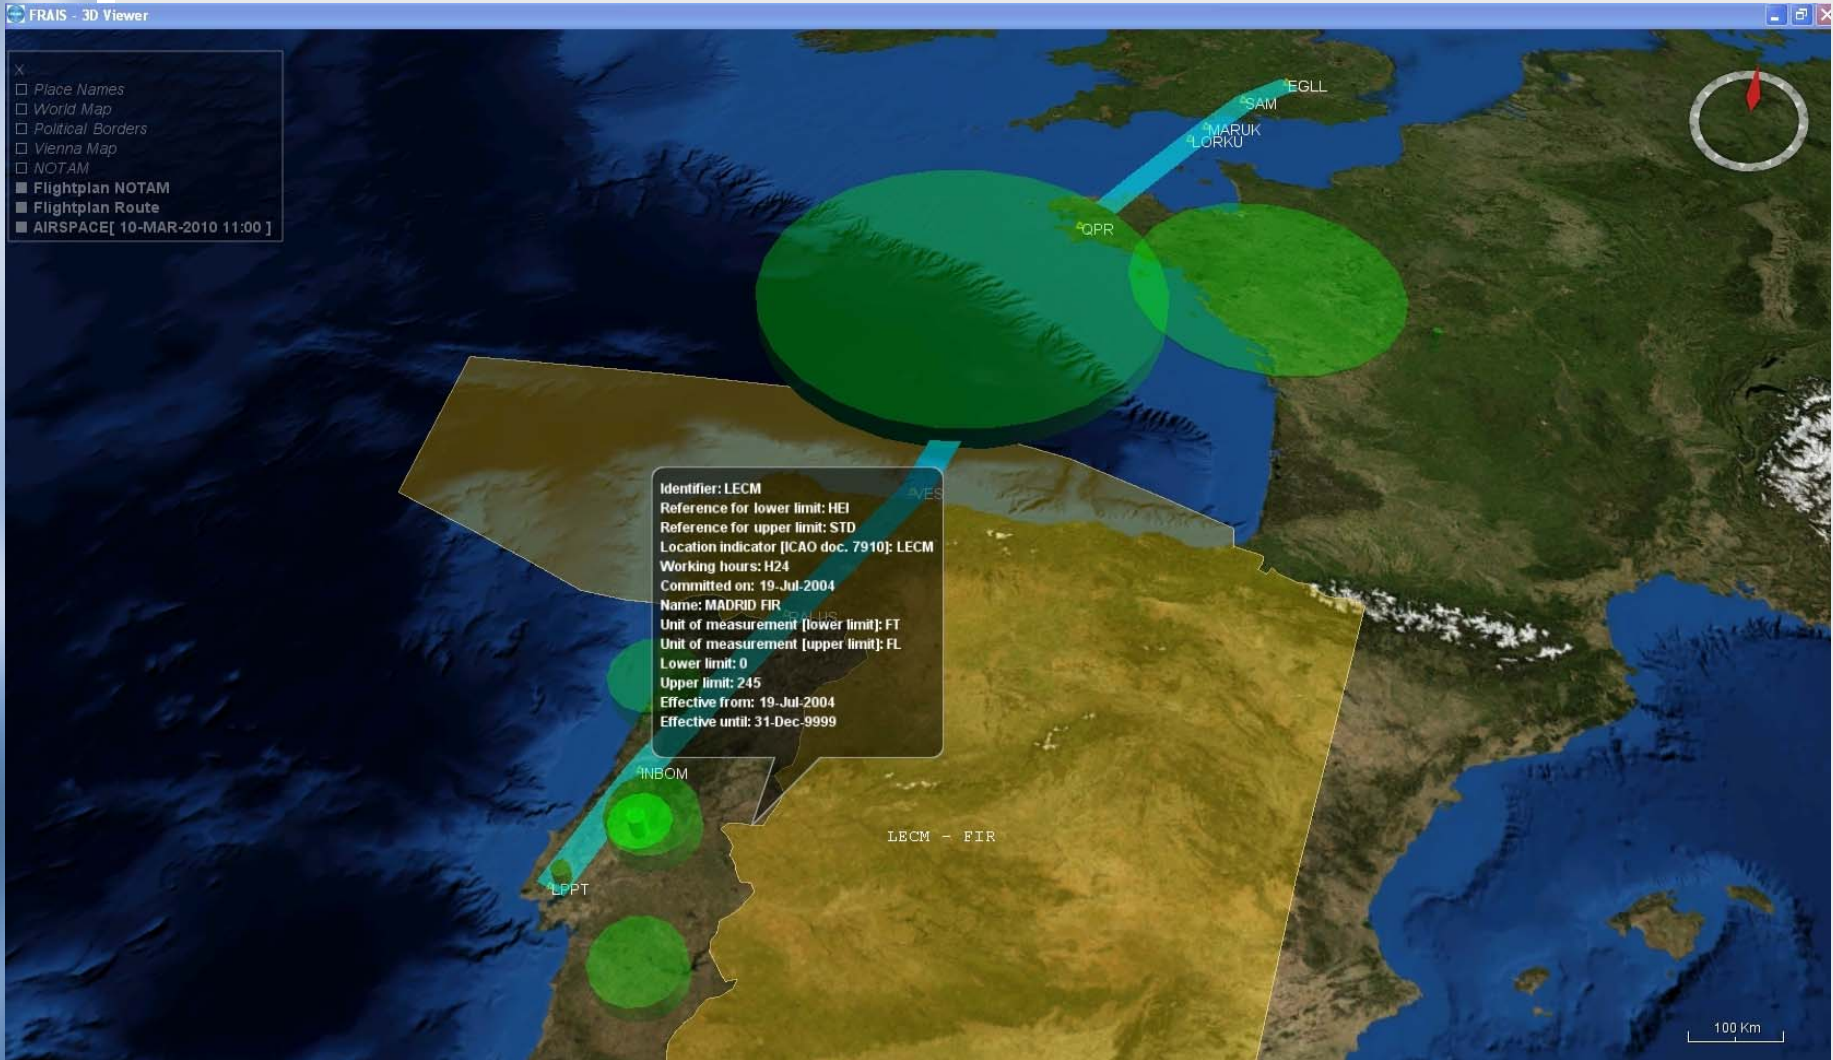 FRAIS - 3D Viewer
X
Place Names
World Map
Political Borders
Vienna Map
NOTAM
Flightplan NOTAM
Flightplan Route
AIRSPACE[ 10-MAR-2010 11:00 ]
EGLL
SAM
MARUK
LORKU
QPR
VES
Identifier: LECM
Reference for lower limit: HEI
Reference for upper limit: STD
Location indicator [ICAO doc. 7910]: LECM
Working hours: H24
Committed on: 19-Jul-2004
Name: MADRID FIR
Unit of measurement [lower limit]: FT
Unit of measurement [upper limit]: FL
Lower limit: 0
Upper limit: 245
Effective from: 19-Jul-2004
Effective until: 31-Dec-9999
INBOM
LECM - FIR
LPPT
100 Km